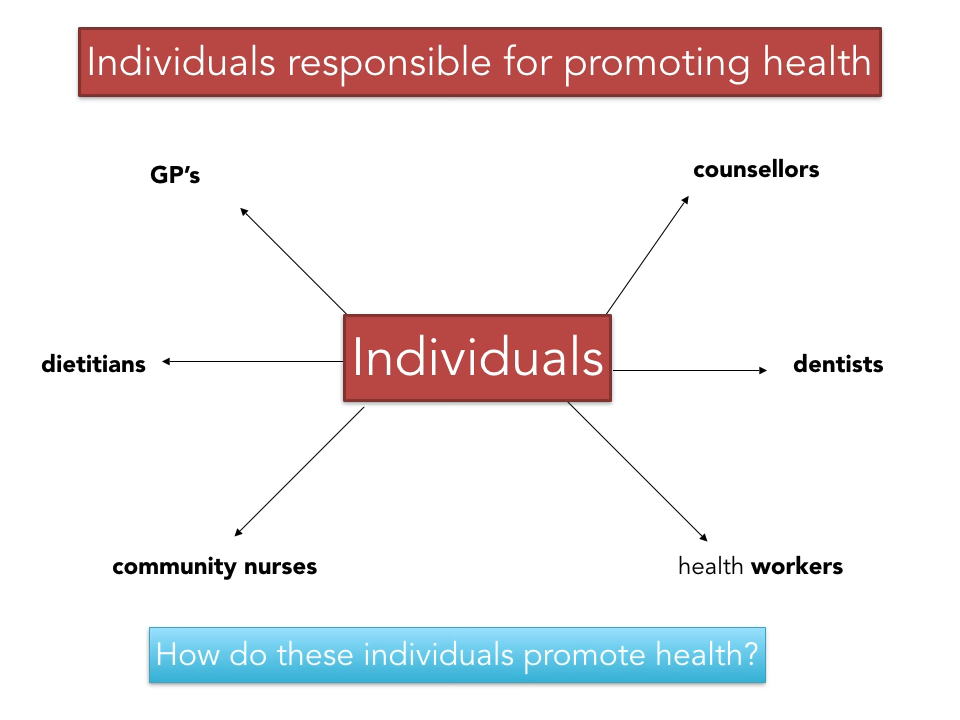 Individuals responsible for promoting health
GP’s
counsellors
Individuals
dietitians
dentists
community nurses
health workers
How do these individuals promote health?